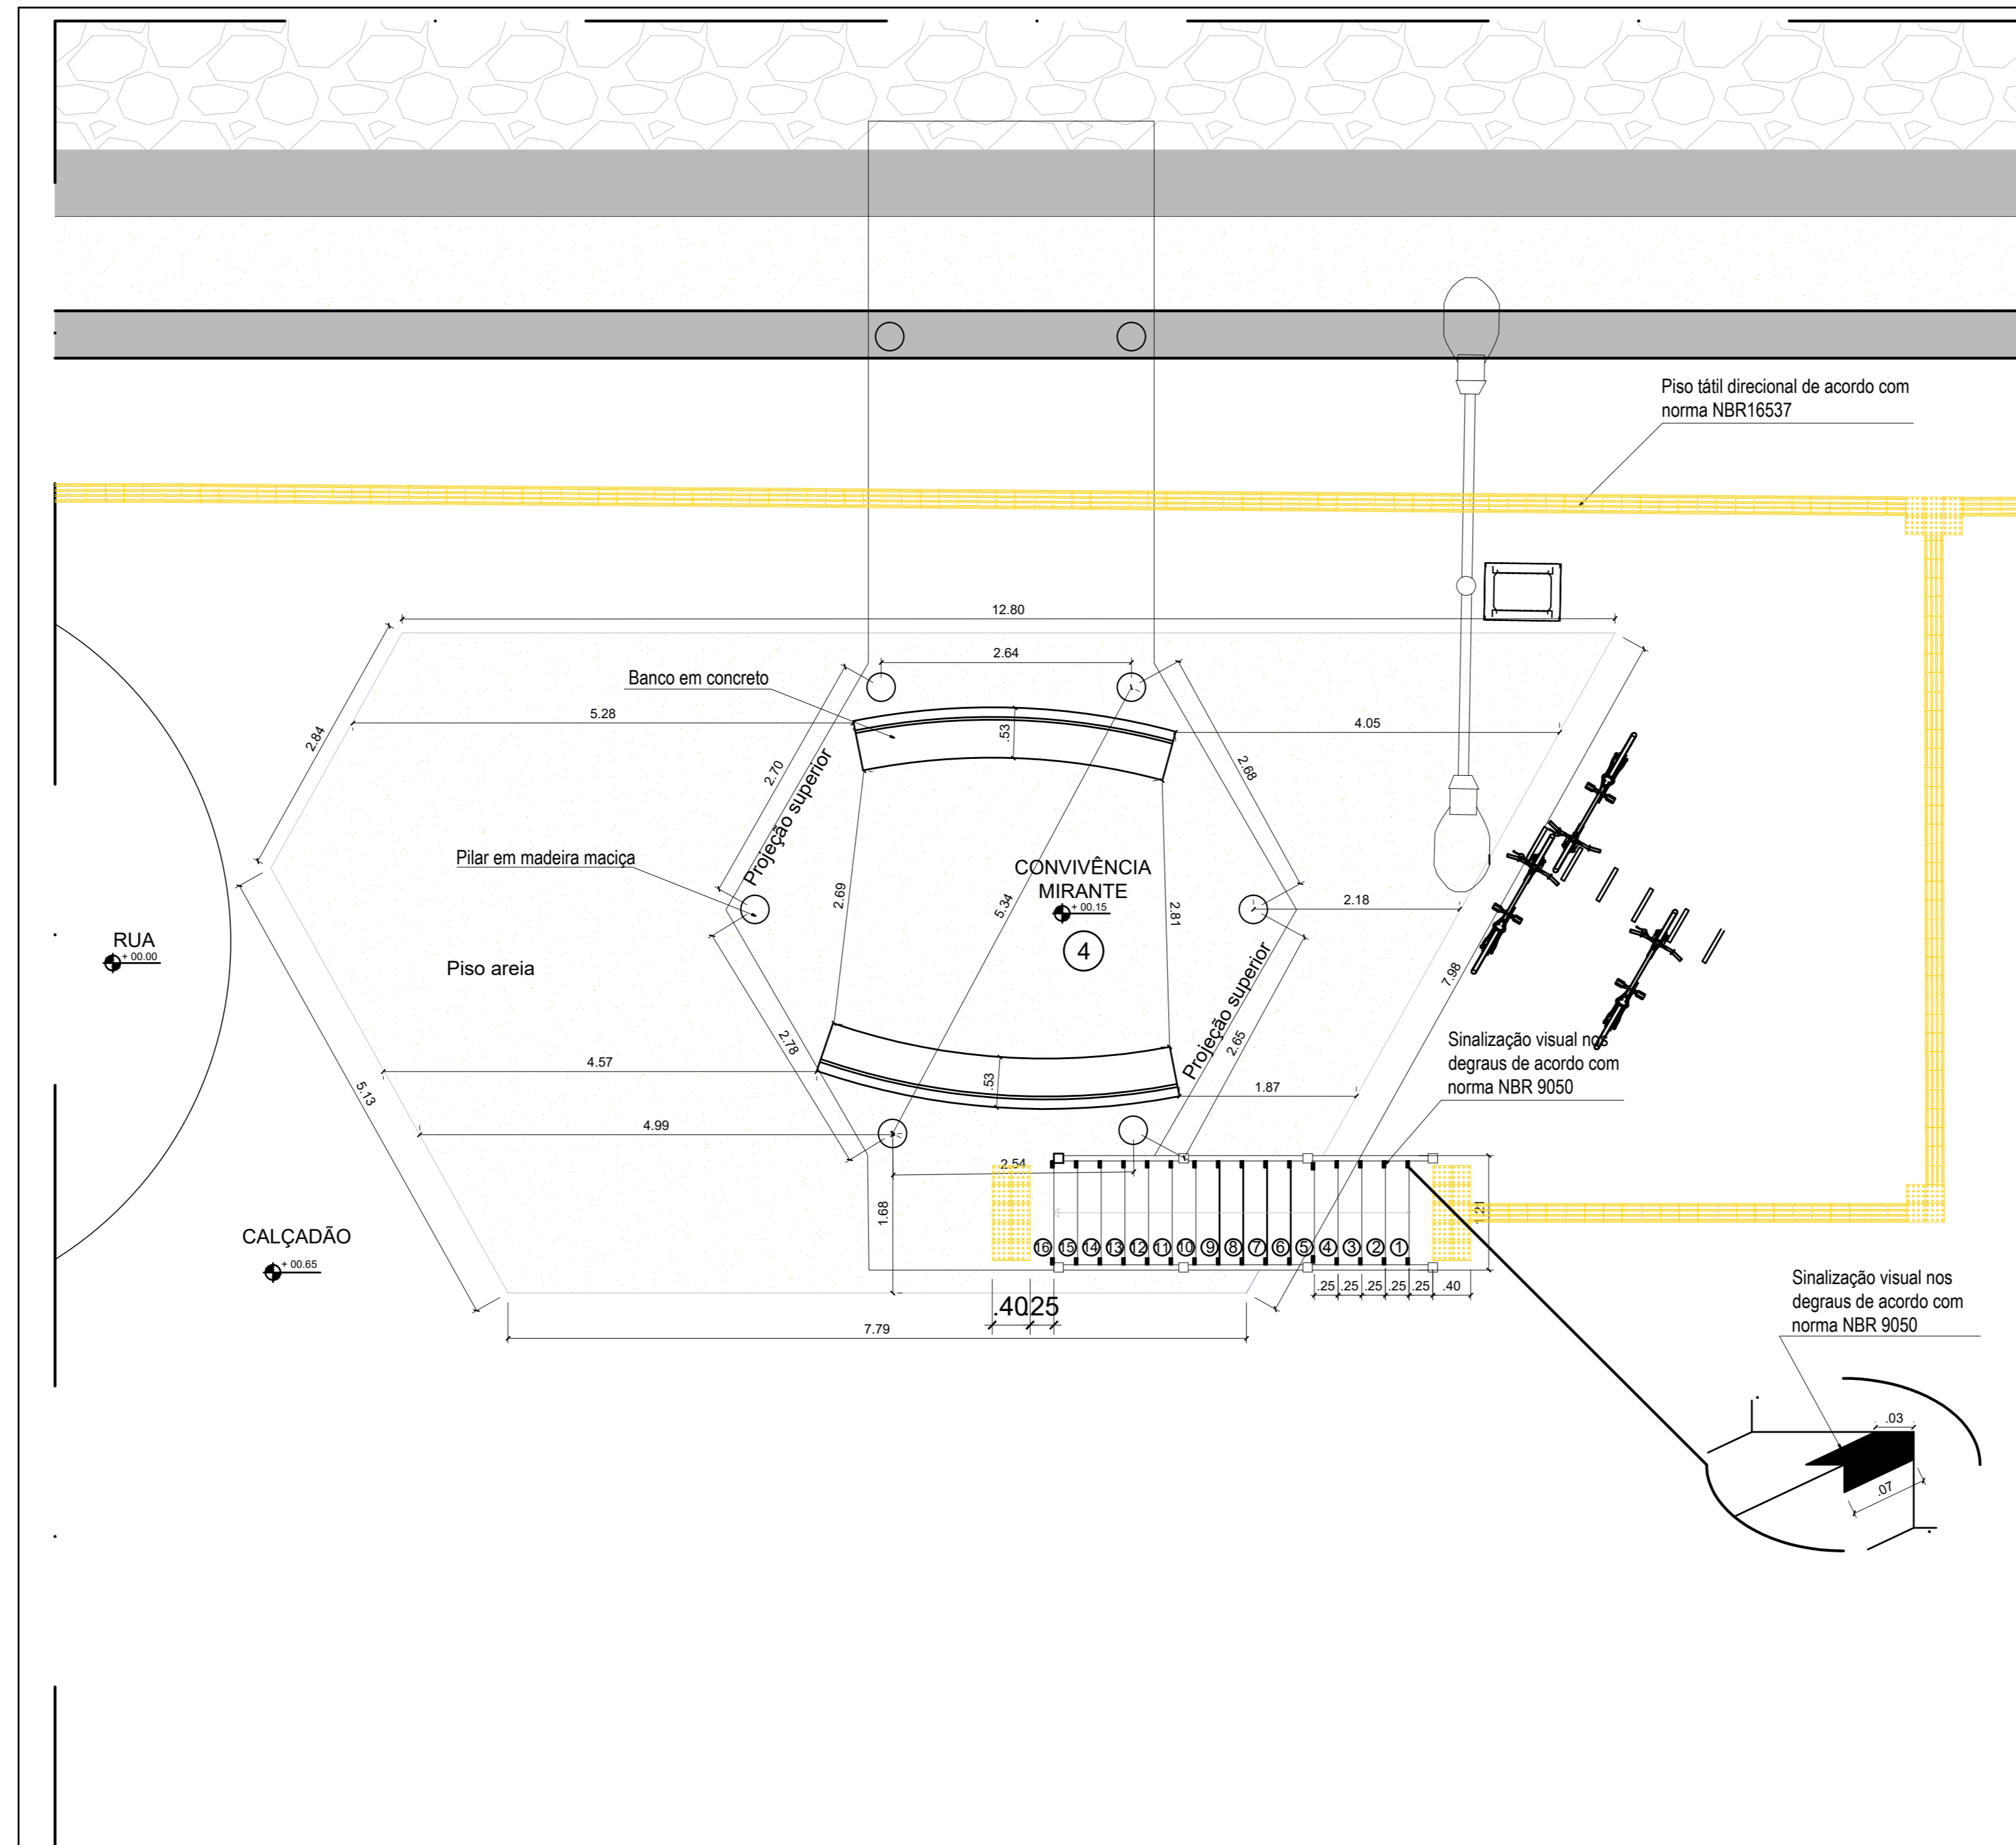 Piso tátil direcional de acordo com
norma NBR16537
12.80
2.64
Banco em concreto
5.28
.53
4.05
2.84
2.70
Projeção superior
2.68
Pilar em madeira maciça
CONVIVÊNCIA
MIRANTE
+ 00.15
4
2.69
5.34
2.81
2.18
RUA
+ 00.00
Piso areia
7.98
Projeção superior
2.65
2.78
Sinalização visual nos
degraus de acordo com
norma NBR 9050
4.57
.53
1.87
5.13
4.99
2.54
1.68
1.21
CALÇADÃO
+ 00.65
16 15 14 13 12 11 10 9 8 7 6 5 4 3 2 1
.25 .25 .25 .25 .25 .40
.40 .25
7.79
Sinalização visual nos
degraus de acordo com
norma NBR 9050
.03
.07